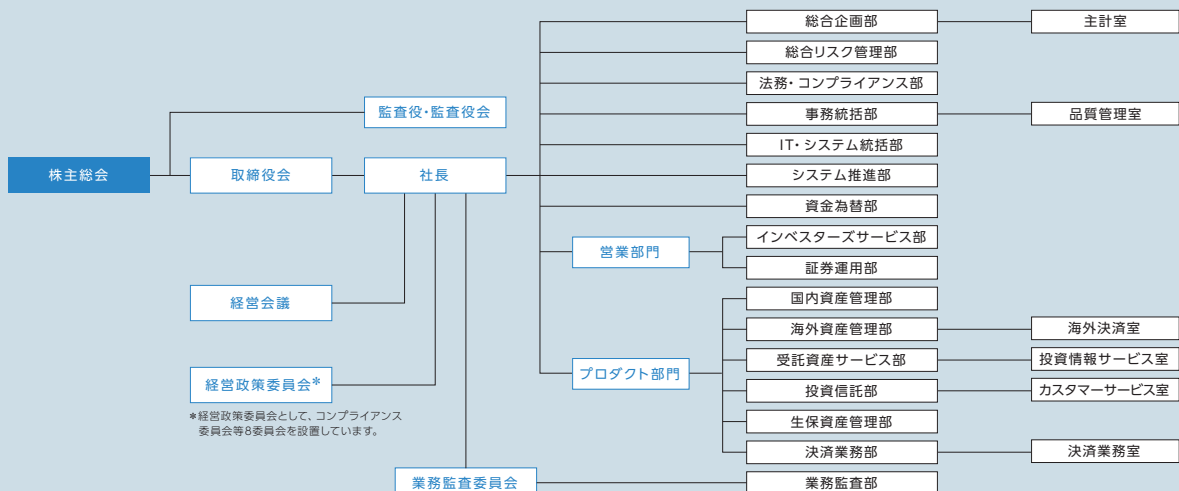 総合企画部
主計室
総合リスク管理部
法務・コンプライアンス部
監査役・監査役会
事務統括部
品質管理室
IT・システム統括部
株主総会
取締役会
社長
システム推進部
資金為替部
営業部門
インベスターズサービス部
証券運用部
経営会議
国内資産管理部
海外資産管理部
海外決済室
プロダクト部門
受託資産サービス部
投資情報サービス室
経営政策委員会*
投資信託部
カスタマーサービス室
*経営政策委員会として、コンプライアンス
委員会等8委員会を設置しています。
生保資産管理部
決済業務部
決済業務室
業務監査委員会
業務監査部